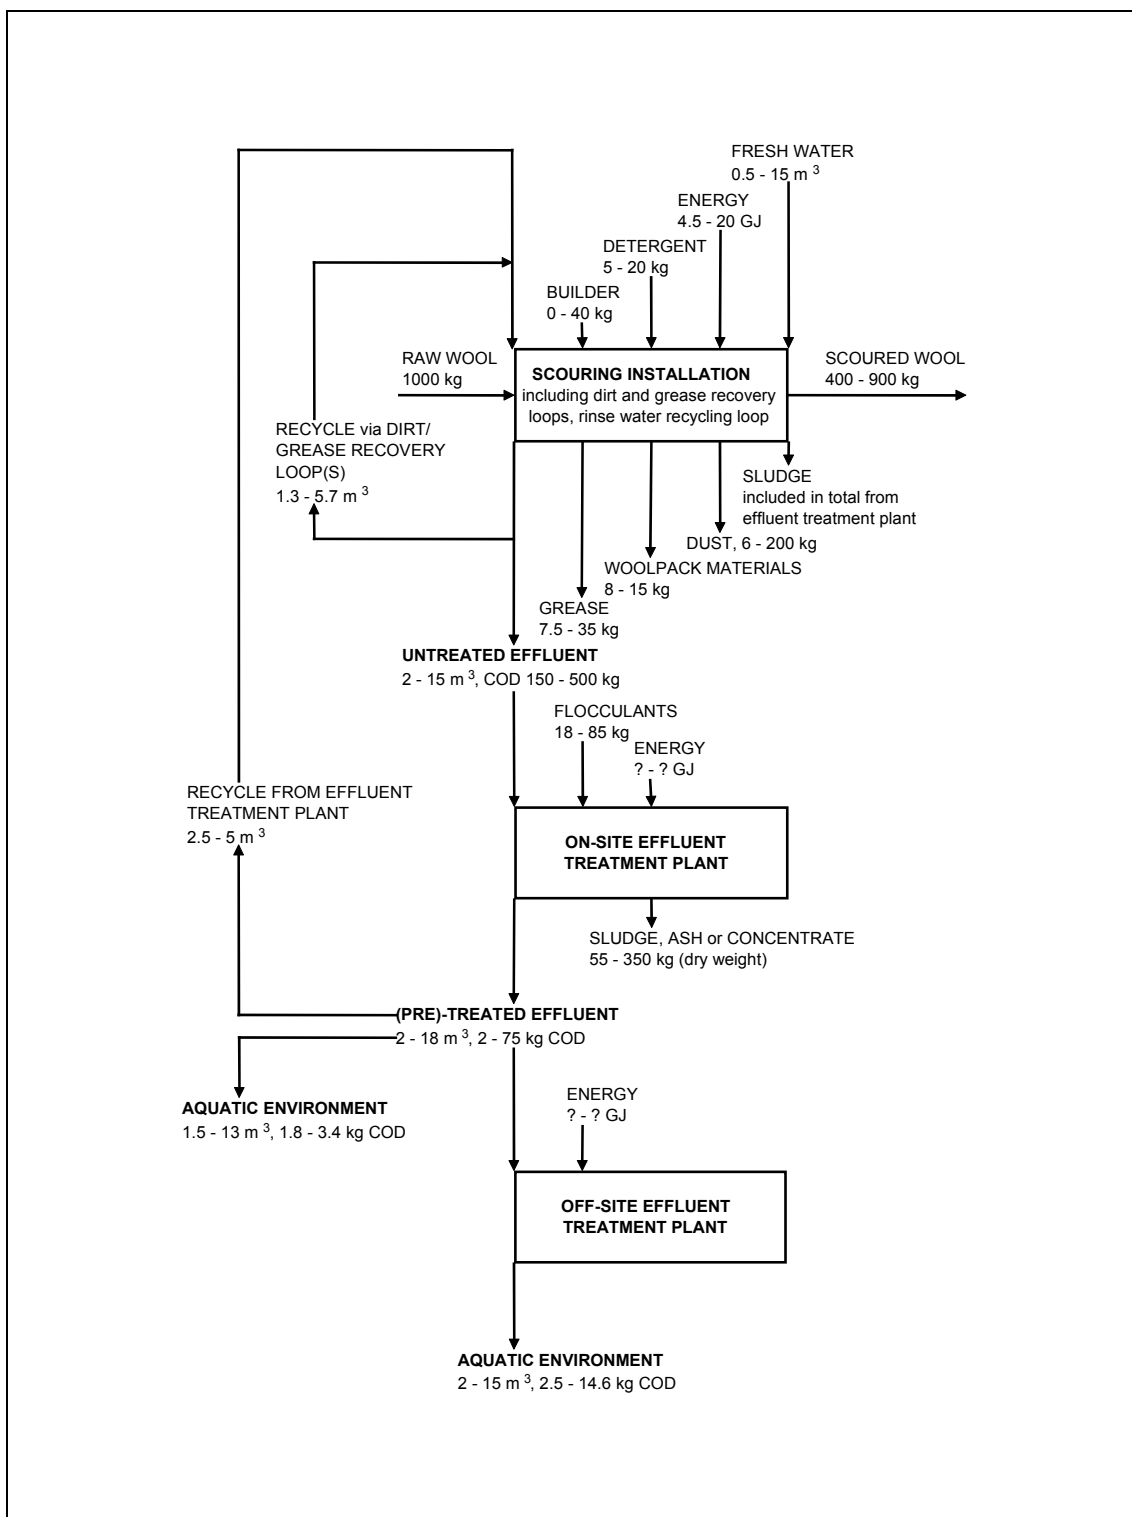 FRESH WATER
0.5 - 15 m 3
ENERGY
4.5 - 20 GJ
DETERGENT
5 - 20 kg
BUILDER
0 - 40 kg
RAW WOOL
1000 kg
SCOURING INSTALLATION
including dirt and grease recovery
loops, rinse water recycling loop
SCOURED WOOL
400 - 900 kg
RECYCLE via DIRT/
GREASE RECOVERY
LOOP(S)
1.3 - 5.7 m 3
SLUDGE
included in total from
effluent treatment plant
DUST, 6 - 200 kg
WOOLPACK MATERIALS
8 - 15 kg
GREASE
7.5 - 35 kg
UNTREATED EFFLUENT
2 - 15 m 3, COD 150 - 500 kg
FLOCCULANTS
18 - 85 kg
ENERGY
? - ? GJ
RECYCLE FROM EFFLUENT
TREATMENT PLANT
2.5 - 5 m 3
ON-SITE EFFLUENT
TREATMENT PLANT
SLUDGE, ASH or CONCENTRATE
55 - 350 kg (dry weight)
(PRE)-TREATED EFFLUENT
2 - 18 m 3, 2 - 75 kg COD
AQUATIC ENVIRONMENT
1.5 - 13 m 3, 1.8 - 3.4 kg COD
ENERGY
? - ? GJ
OFF-SITE EFFLUENT
TREATMENT PLANT
AQUATIC ENVIRONMENT
2 - 15 m 3, 2.5 - 14.6 kg COD